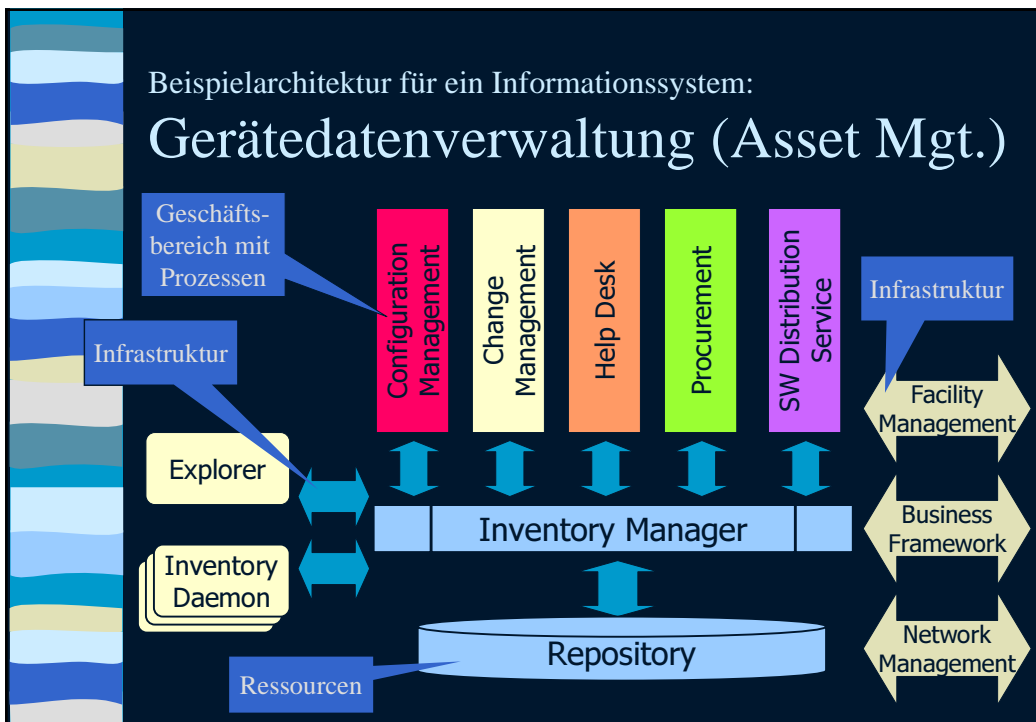 Beispielarchitektur für ein Informationssystem:
Gerätedatenverwaltung (Asset Mgt.)
Geschäfts-
bereich mit
Prozessen
Configuration
Management
Change
Management
Help Desk
Procurement
SW Distribution
Service
Infrastruktur
Infrastruktur
Facility
Management
Explorer
Inventory Manager
Business
Framework
Inventory
Daemon
Repository
Network
Management
Ressourcen